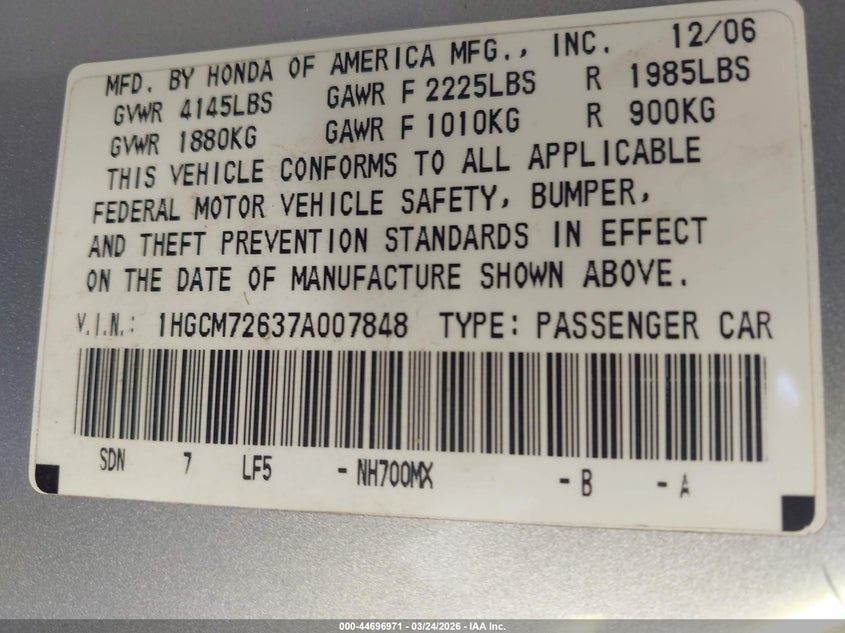 MFD. BY HONDA OF AMERICA MFG., INC. 12/06
GVWR 4145LBS GAWR F 2225LBS R 1985LBS
GVWR 1880KG GAWR F 1010KG R 900KG
THIS VEHICLE CONFORMS TO ALL APPLICABLE
FEDERAL MOTOR VEHICLE SAFETY, BUMPER,
AND THEFT PREVENTION STANDARDS IN EFFECT
ON THE DATE OF MANUFACTURE SHOWN ABOVE.
V.I.N.: 1HGCM72637A007848 TYPE: PASSENGER CAR
SDN 7 LF5 - NH700MX - B - A
000-44696971 - 03/24/2026 - IAA Inc.